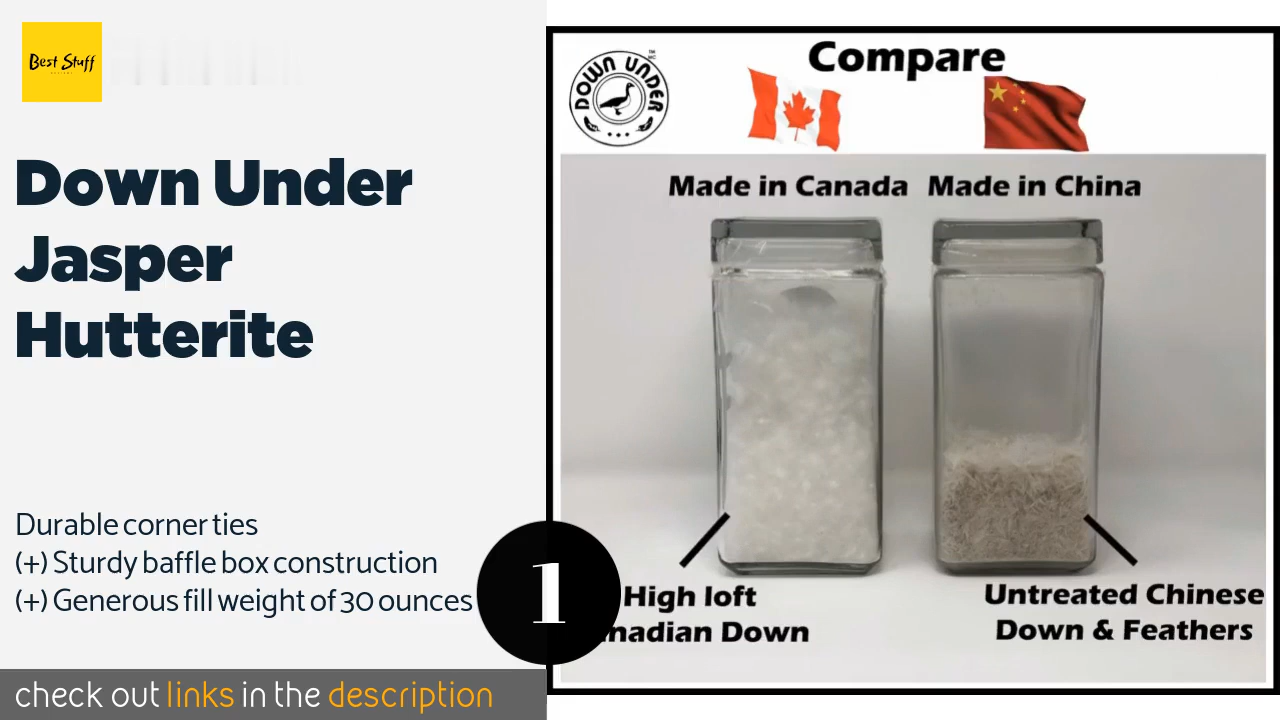 Best Stuff
Down Under
Jasper
Hutterite
Durable corner ties
(+) Sturdy baffle box construction
(+) Generous fill weight of 30 ounces
check out links in the description
1
Compare
DOWN UNDER
Made in Canada
Made in China
High loft
nadian Down
Untreated Chinese
Down & Feathers